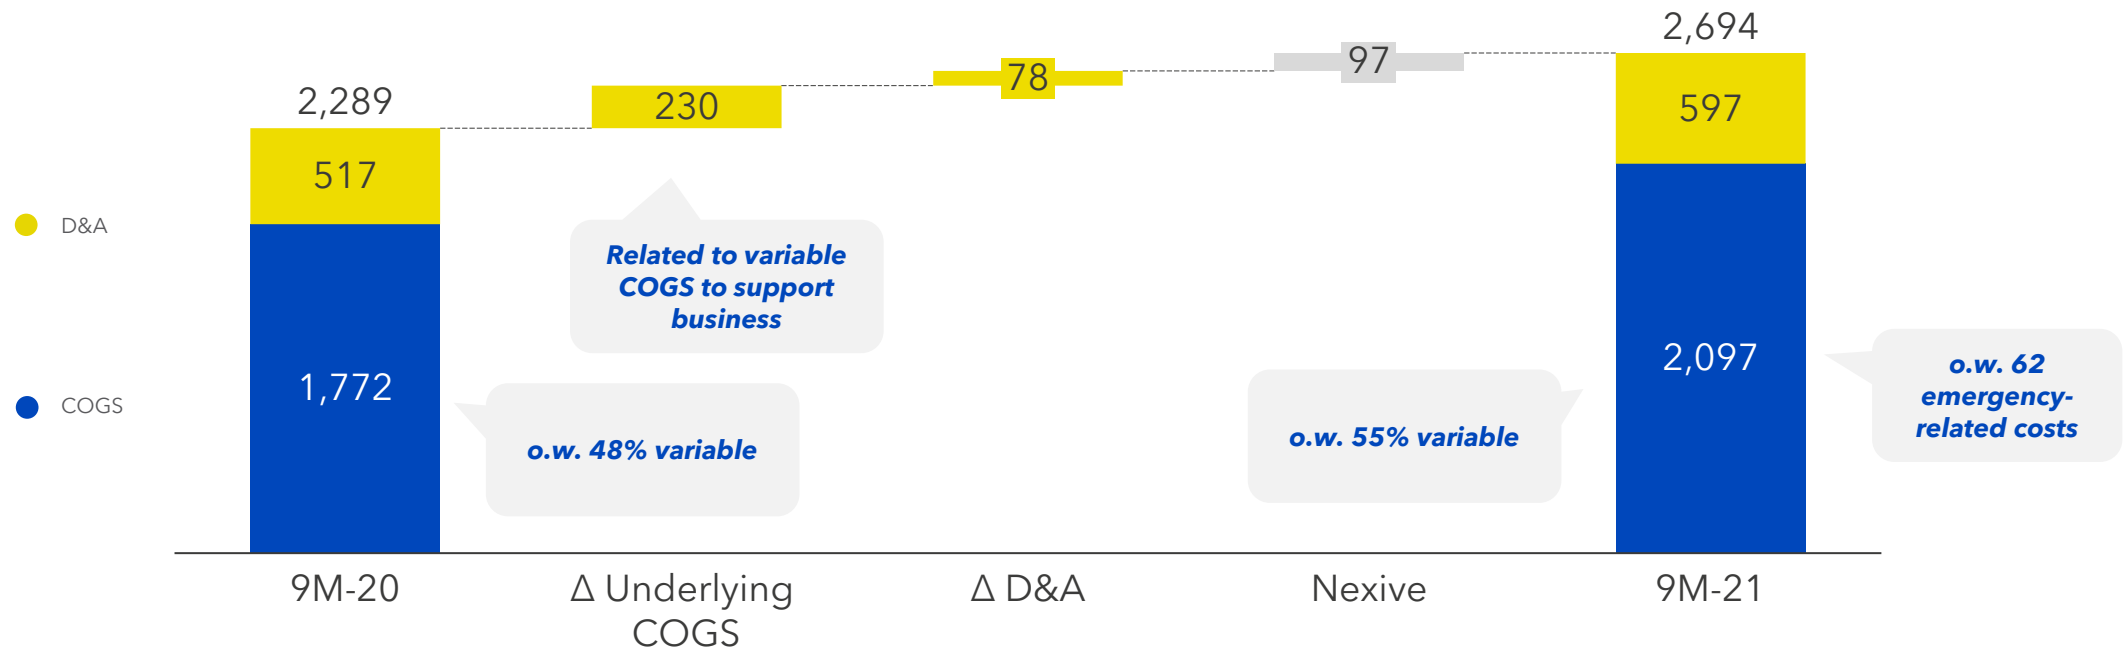 2,694
2,289
230
78
97
597
517
D&A
Related to variable
COGS to support
business
1,772
COGS
o.w. 48% variable
o.w. 55% variable
2,097
o.w. 62
emergency-
related costs
9M-20
Δ Underlying
COGS
Δ D&A
Nexive
9M-21